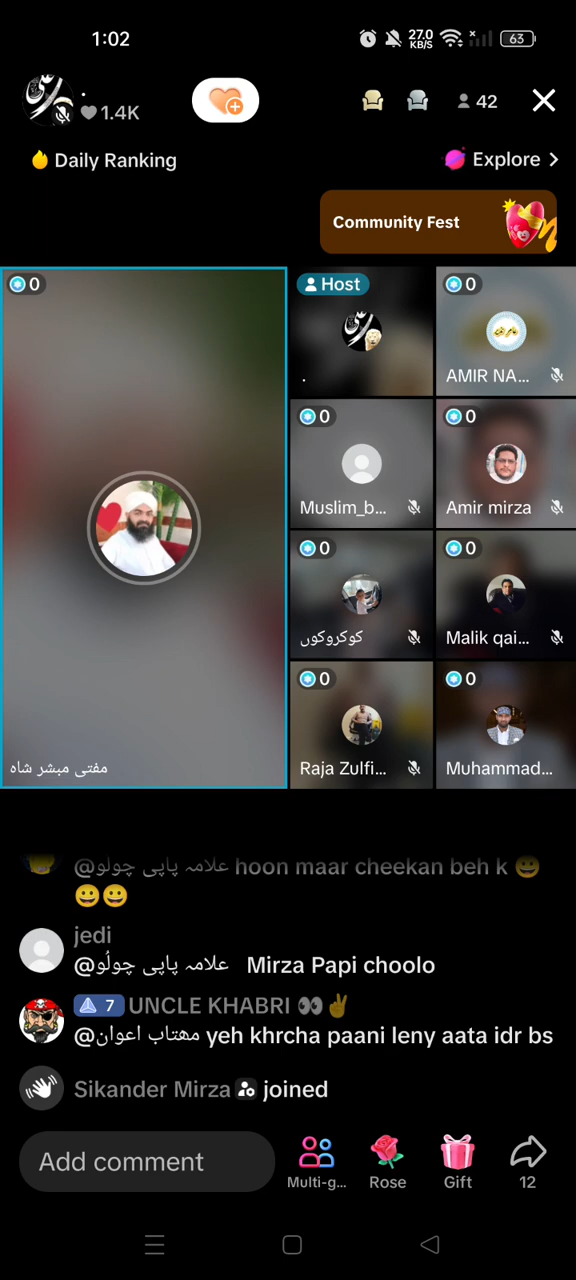 1:02
27.0
KB/S
63
.
1.4K
42
Daily Ranking
Explore
Community Fest
0
Host
.
0
AMIR NA...
0
Muslim_b...
0
Amir mirza
0
کوکروکوں
0
Malik qai...
0
Raja Zulfi...
0
Muhammad...
مفتی مبشر شاہ
@علامہ پاپی چولو hoon maar cheekan beh k 😀
😀😀
jedi
@علامہ پاپی چولُو Mirza Papi choolo
7 UNCLE KHABRI 👀✌
@مهتاب اعوان yeh khrcha paani leny aata idr bs
Sikander Mirza joined
Add comment
Multi-g...
Rose
Gift
12